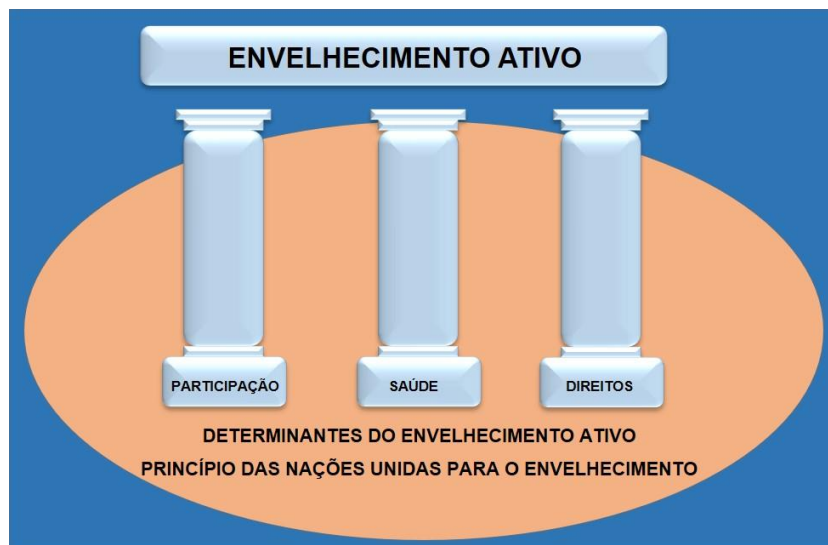 ENVELHECIMENTO ATIVO
PARTICIPAÇÃO
SAÚDE
DIREITOS
DETERMINANTES DO ENVELHECIMENTO ATIVO
PRINCÍPIO DAS NAÇÕES UNIDAS PARA O ENVELHECIMENTO